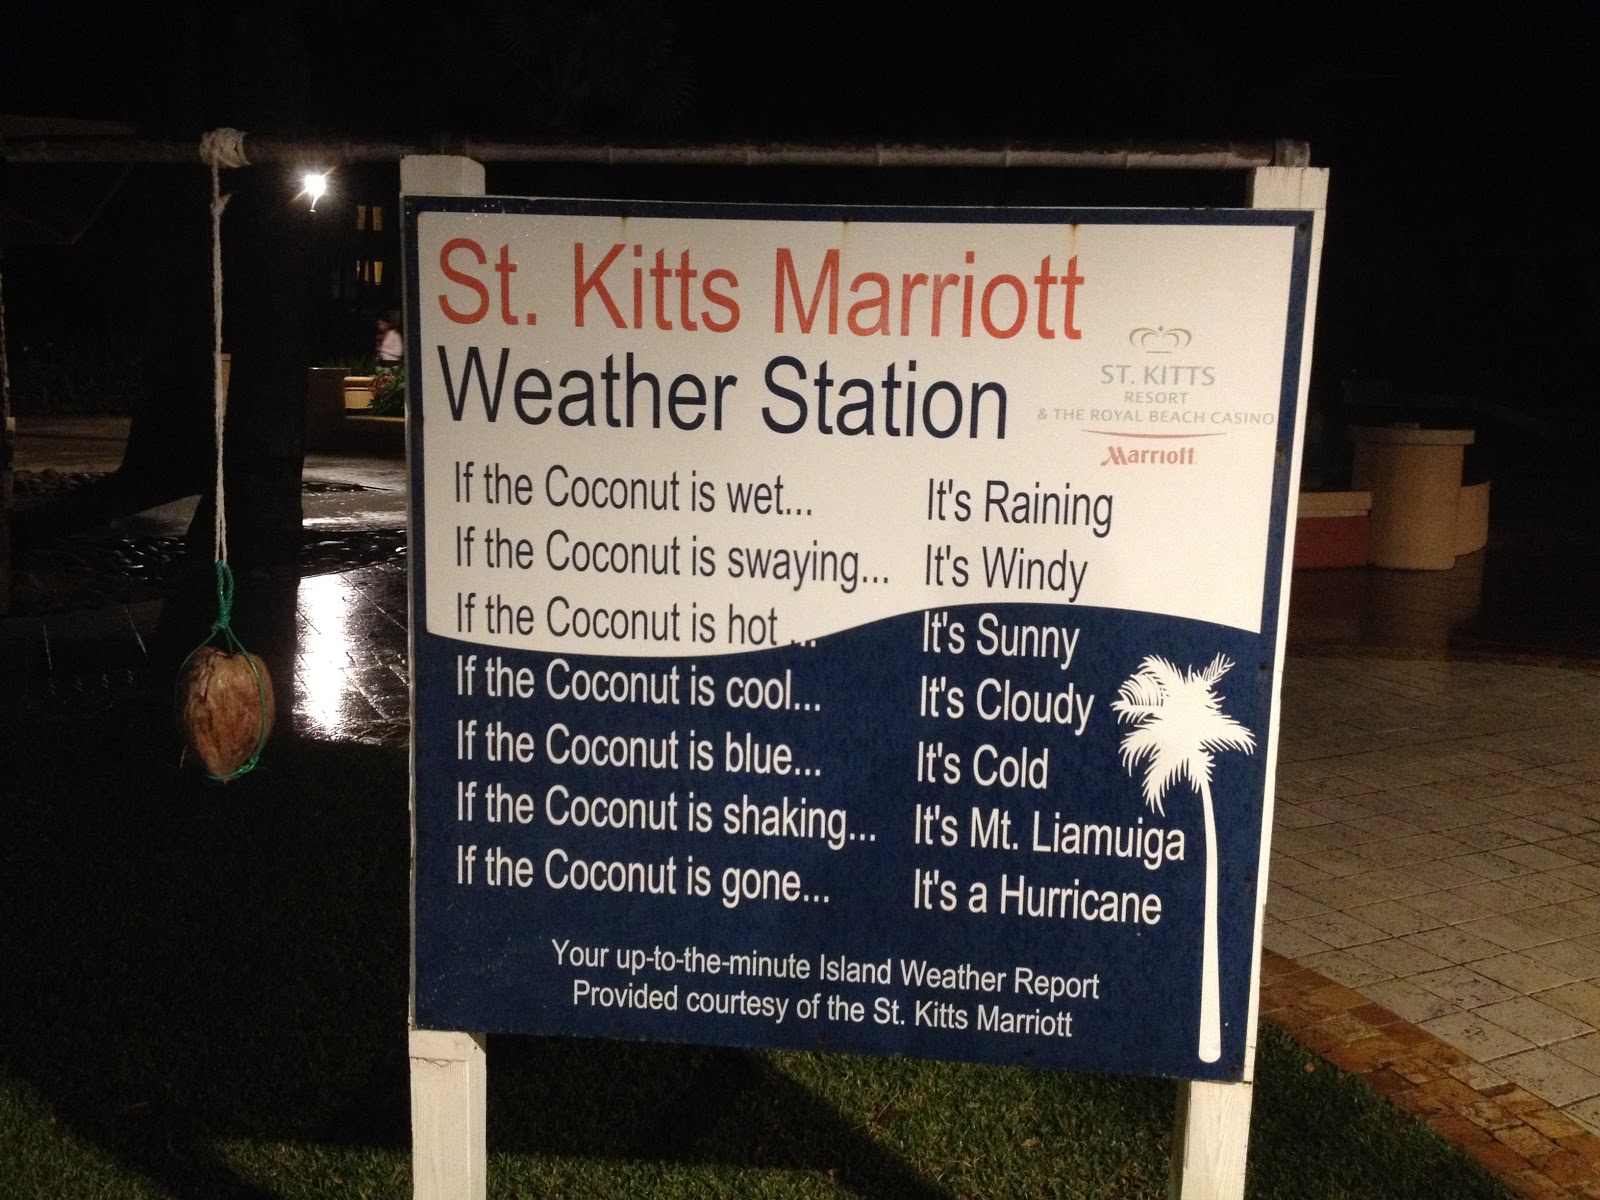 St. Kitts Marriott
Weather Station
ST. KITTS
RESORT
& THE ROYAL BEACH CASINO
Marriott
If the Coconut is wet... It's Raining
If the Coconut is swaying... It's Windy
If the Coconut is hot ... It's Sunny
If the Coconut is cool... It's Cloudy
If the Coconut is blue... It's Cold
If the Coconut is shaking... It's Mt. Liamuiga
If the Coconut is gone... It's a Hurricane
Your up-to-the-minute Island Weather Report
Provided courtesy of the St. Kitts Marriott